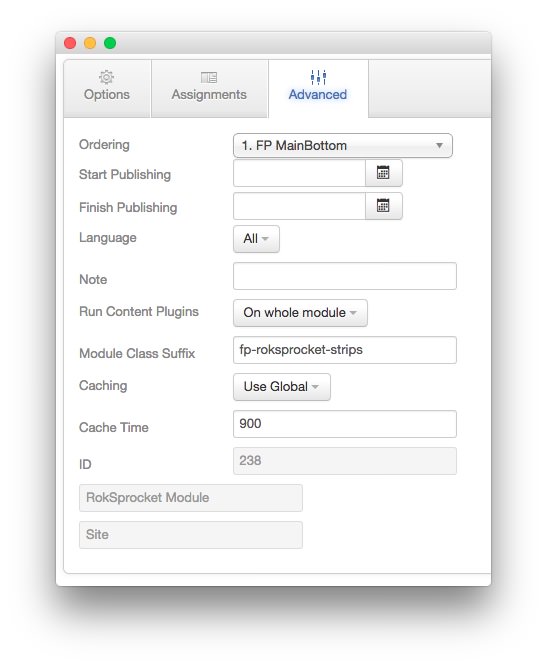 Options
Assignments
Advanced
Ordering
1. FP MainBottom
Start Publishing
Finish Publishing
Language
All
Note
Run Content Plugins
On whole module
Module Class Suffix
fp-roksprocket-strips
Caching
Use Global
Cache Time
900
ID
238
RokSprocket Module
Site